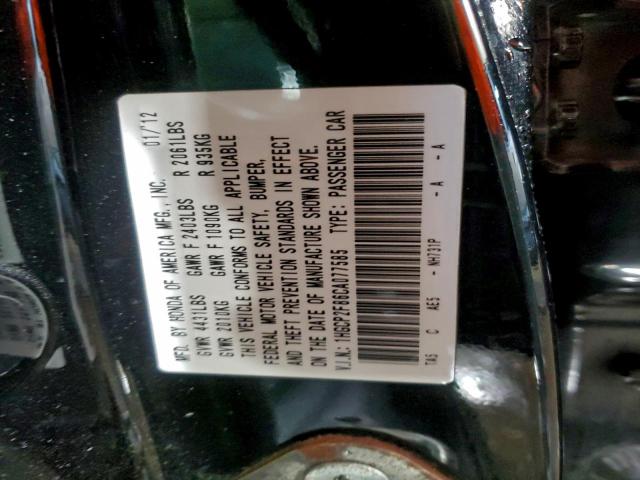 MFD. BY HONDA OF AMERICA MFG., INC. 01/12
GVWR 4431LBS GAWR F 2403LBS R 2061LBS
GVWR 2010KG GAWR F 1090KG R 935KG
THIS VEHICLE CONFORMS TO ALL APPLICABLE
FEDERAL MOTOR VEHICLE SAFETY, BUMPER,
AND THEFT PREVENTION STANDARDS IN EFFECT
ON THE DATE OF MANUFACTURE SHOWN ABOVE.
V.I.N.: 1HGCP2F66CA077585 TYPE: PASSENGER CAR
TA5 C AE5 - NH731P - A - A